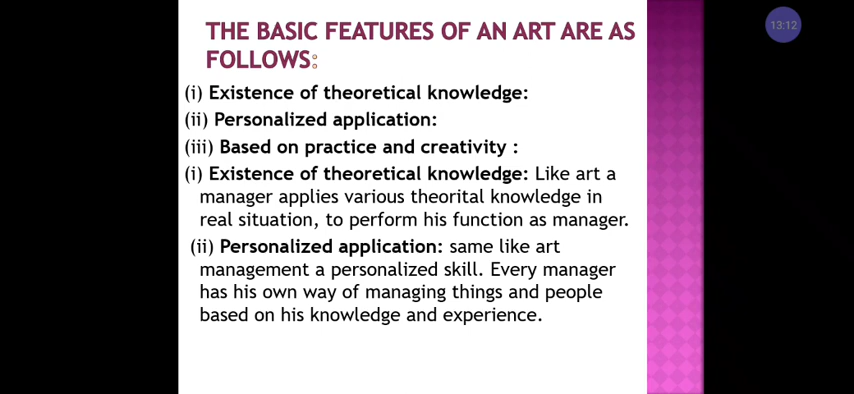 THE BASIC FEATURES OF AN ART ARE AS
FOLLOWS:
(i) Existence of theoretical knowledge:
(ii) Personalized application:
(iii) Based on practice and creativity :
(i) Existence of theoretical knowledge: Like art a
manager applies various theorital knowledge in
real situation, to perform his function as manager.
(ii) Personalized application: same like art
management a personalized skill. Every manager
has his own way of managing things and people
based on his knowledge and experience.
13:12